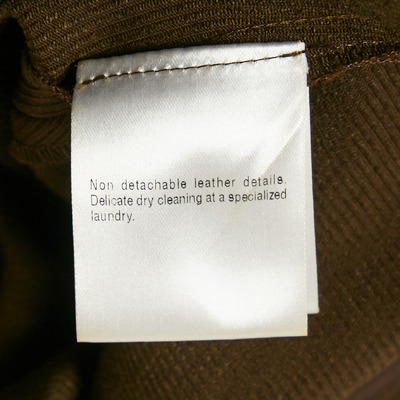 Non detachable leather details.
Delicate dry cleaning at a specialized
laundry.